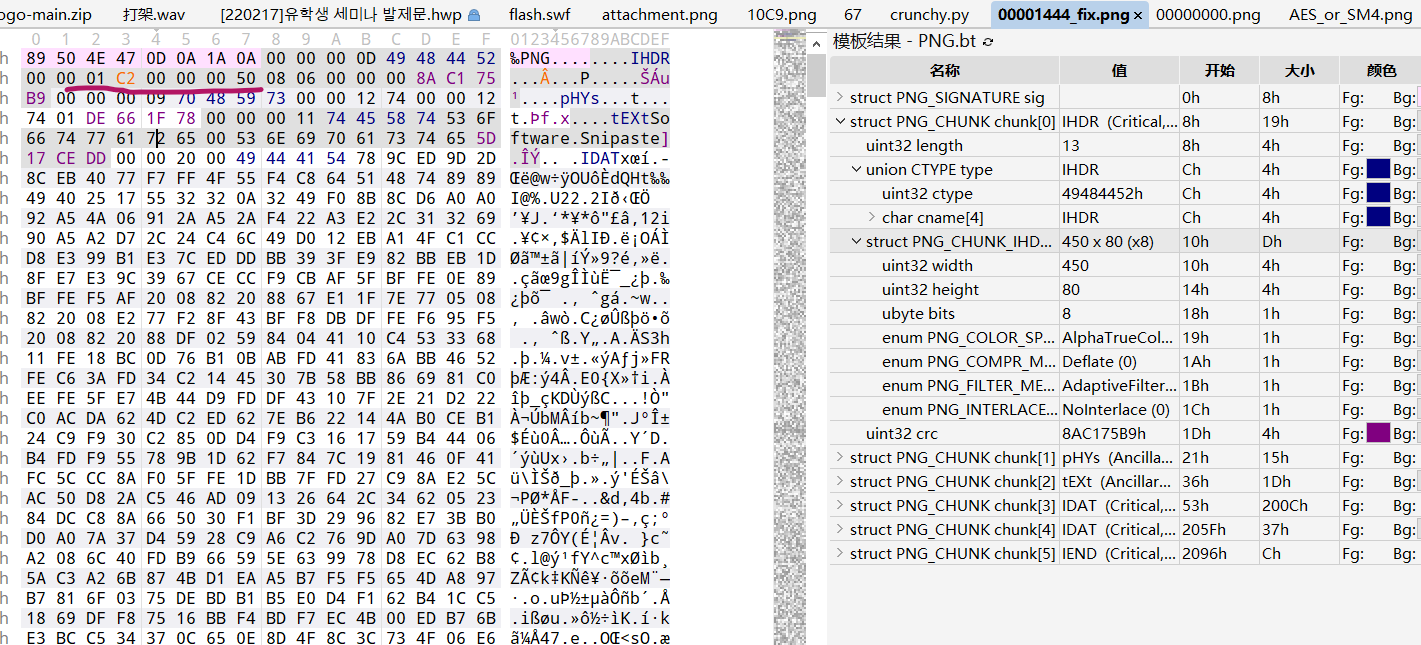 ogo-main.zip 打架.wav [220217]유학생 세미나 발제문.hwp flash.swf attachment.png 10C9.png 67 crunchy.py 00001444_fix.png × 00000000.png AES_or_SM4.png
0 1 2 3 4 5 6 7 8 9 A B C D E F 0123456789ABCDEF
h 89 50 4E 47 0D 0A 1A 0A 00 00 00 0D 49 48 44 52 ‰PNG........IHDR
h 00 00 01 C2 00 00 00 50 08 06 00 00 00 8A C1 75 ...Â...P.....ŠÁu
h B9 00 00 00 09 70 48 59 73 00 00 12 74 00 00 12 ¹....pHYs...t...
h 74 01 DE 66 1F 78 00 00 00 11 74 45 58 74 53 6F t.Þf.x....tEXtSo
h 66 74 77 61 72 65 00 53 6E 69 70 61 73 74 65 5D ftware.Snipaste]
h 17 CE DD 00 00 20 00 49 44 41 54 78 9C ED 9D 2D .ÎÝ.. .IDATxœí.-
h 8C EB 40 77 F7 FF 4F 55 F4 C8 64 51 48 74 89 89 Œë@w÷ÿOUôÈdQHt‰‰
h 49 40 25 17 55 32 32 0A 32 49 F0 8B 8C D6 A0 A0 I@%.U22.2Ið‹ŒÖ
h 92 A5 4A 06 91 2A A5 2A F4 22 A3 E2 2C 31 32 69 ’¥J.‘*¥*ô"£â,12i
h 90 A5 A2 D7 2C 24 C4 6C 49 D0 12 EB A1 4F C1 CC .¥¢×,$ÄlIÐ.ë¡OÁÌ
h D8 E3 99 B1 E3 7C ED DD BB 39 3F E9 82 BB EB 1D Øã™±ã|íÝ»9?é‚»ë.
h 8F E7 E3 9C 39 67 CE CC F9 CB AF 5F BF FE 0E 89 .çãœ9gÎÌùË¯_¿þ.‰
h BF FE F5 AF 20 08 82 20 88 67 E1 1F 7E 77 05 08 ¿þõ¯ .‚ ˆgá.~w..
h 82 20 08 E2 77 F2 8F 43 BF F8 DB DF FE F6 95 F5 ‚ .âwò.C¿øÛßþö•õ
h 20 08 82 20 88 DF 02 59 84 04 41 10 C4 53 33 68 .‚ ˆß.Y„.A.ÄS3h
h 11 FE 18 BC 0D 76 B1 0B AB FD 41 83 6A BB 46 52 .þ.¼.v±.«ýAƒj»FR
h FE C6 3A FD 34 C2 14 45 30 7B 58 BB 86 69 81 C0 þÆ:ý4Â.E0{X»†i.À
h EE FE 5F E7 4B 44 D9 FD DF 43 10 7F 2E 21 D2 22 îþ_çKDÙýßC...!Ò"
h C0 AC DA 62 4D C2 ED 62 7E B6 22 14 4A B0 CE B1 À¬ÚbMÂíb~¶".J°Î±
h 24 C9 F9 30 C2 85 0D D4 F9 C3 16 17 59 B4 44 06 $Éù0Â….ÔùÃ..Y´D.
h B4 FD F9 55 78 9B 1D 62 F7 84 7C 19 81 46 0F 41 ´ýùUx›.b÷„|..F.A
h FC 5C CC 8A F0 5F FE 1D BB 7F FD 27 C9 8A E2 5C ü\ÌŠð_þ.».ý'ÉŠâ\
h AC 50 D8 2A C5 46 AD 09 13 26 64 2C 34 62 05 23 ¬PØ*ÅF-..&d,4b.#
h 84 DC C8 8A 66 50 30 F1 BF 3D 29 96 82 E7 3B B0 „ÜÈŠfP0ñ¿=)–‚ç;°
h D0 A0 7A 37 D4 59 28 C9 A6 C2 76 9D A0 7D 63 98 Ð z7ÔY(É¦Âv. }c˜
h A2 08 6C 40 FD B9 66 59 5E 63 99 78 D8 EC 62 B8 ¢.l@ý¹fY^c™xØìb¸
h 5A C3 A2 6B 87 4B D1 EA A5 B7 F5 F5 65 4D A8 97 ZÃ¢k‡KÑê¥·õõeM¨—
h B7 81 6F 03 75 DE BD B1 B5 E0 D4 F1 62 B4 1C C5 ·.o.uÞ½±µàÔñb´.Å
h 18 69 DF F8 75 16 BB F4 BD F7 EC 4B 00 ED B7 6B .ißøu.»ô½÷ìK.í·k
h E3 BC C5 34 37 0C 65 0E 8D 4F 8C 3C 73 4F 06 E6 ã¼Å47.e..OŒ<sO.æ
模板结果 - PNG.bt
名称 值 开始 大小 颜色
struct PNG_SIGNATURE sig 0h 8h Fg: Bg:
struct PNG_CHUNK chunk[0] IHDR (Critical,... 8h 19h Fg: Bg:
uint32 length 13 8h 4h Fg: Bg:
union CTYPE type IHDR Ch 4h Fg: Bg:
uint32 ctype 49484452h Ch 4h Fg: Bg:
char cname[4] IHDR Ch 4h Fg: Bg:
struct PNG_CHUNK_IHD... 450 x 80 (x8) 10h Dh Fg: Bg:
uint32 width 450 10h 4h Fg: Bg:
uint32 height 80 14h 4h Fg: Bg:
ubyte bits 8 18h 1h Fg: Bg:
enum PNG_COLOR_SP... AlphaTrueCol... 19h 1h Fg: Bg:
enum PNG_COMPR_M... Deflate (0) 1Ah 1h Fg: Bg:
enum PNG_FILTER_ME... AdaptiveFilter... 1Bh 1h Fg: Bg:
enum PNG_INTERLACE... NoInterlace (0) 1Ch 1h Fg: Bg:
uint32 crc 8AC175B9h 1Dh 4h Fg: Bg:
struct PNG_CHUNK chunk[1] pHYs (Ancilla... 21h 15h Fg: Bg:
struct PNG_CHUNK chunk[2] tEXt (Ancillar... 36h 1Dh Fg: Bg:
struct PNG_CHUNK chunk[3] IDAT (Critical,... 53h 200Ch Fg: Bg:
struct PNG_CHUNK chunk[4] IDAT (Critical,... 205Fh 37h Fg: Bg:
struct PNG_CHUNK chunk[5] IEND (Critical,... 2096h Ch Fg: Bg: